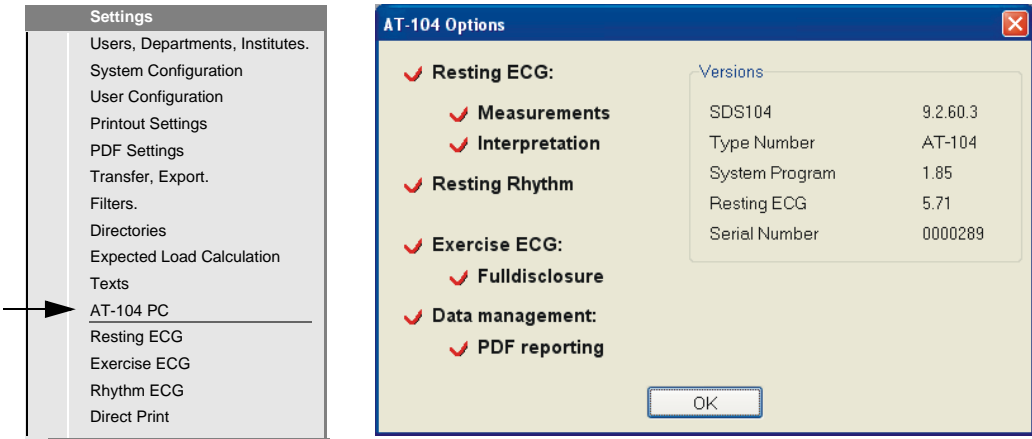 Settings
Users, Departments, Institutes.
System Configuration
User Configuration
Printout Settings
PDF Settings
Transfer, Export.
Filters.
Directories
Expected Load Calculation
Texts
AT-104 PC
Resting ECG
Exercise ECG
Rhythm ECG
Direct Print
AT-104 Options
Resting ECG:
Measurements
Interpretation
Resting Rhythm
Exercise ECG:
Fulldisclosure
Data management:
PDF reporting
Versions
SDS104 9.2.60.3
Type Number AT-104
System Program 1.85
Resting ECG 5.71
Serial Number 0000289
OK